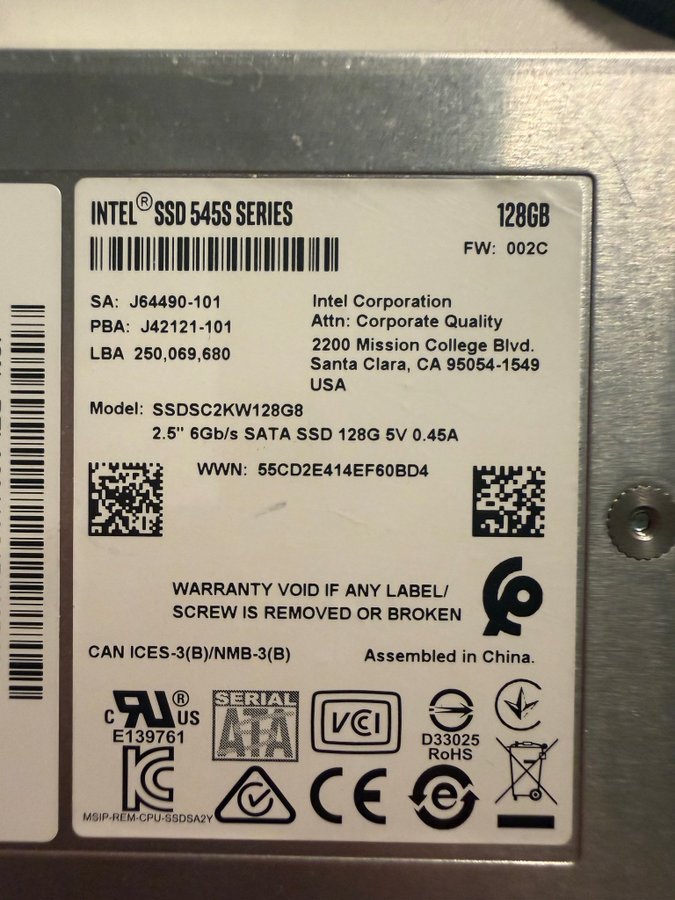 INTEL® SSD 545S SERIES
128GB
FW: 002C
SA: J64490-101
PBA: J42121-101
LBA 250,069,680
Intel Corporation
Attn: Corporate Quality
2200 Mission College Blvd.
Santa Clara, CA 95054-1549
USA
Model: SSDSC2KW128G8
2.5" 6Gb/s SATA SSD 128G 5V 0.45A
WWN: 55CD2E414EF60BD4
WARRANTY VOID IF ANY LABEL/
SCREW IS REMOVED OR BROKEN
CAN ICES-3(B)/NMB-3(B)
Assembled in China.
c RU® US
E139761
SERIAL
ATA
VCI
D33025
RoHS
KC
MSIP-REM-CPU-SSDSA2Y
CE
e